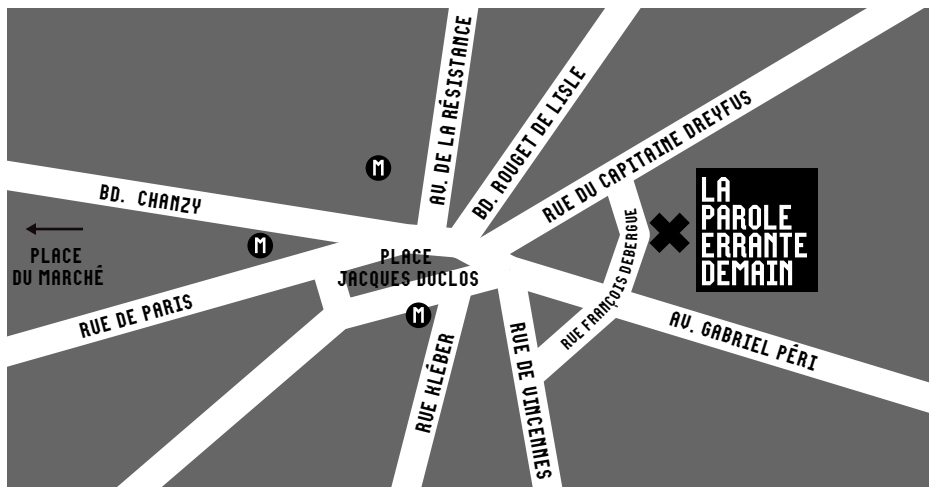 AV. DE LA RÉSISTANCE
BD. ROUGET DE LISLE
RUE DU CAPITAINE DREYFUS
M
BD. CHANZY
LA
PAROLE
ERRANTE
DEMAIN
RUE FRANÇOIS DEBERGUE
M
PLACE
DU MARCHÉ
PLACE
JACQUES DUCLOS
RUE DE PARIS
M
AV. GABRIEL PÉRI
RUE KLÉBER
RUE DE VINCENNES